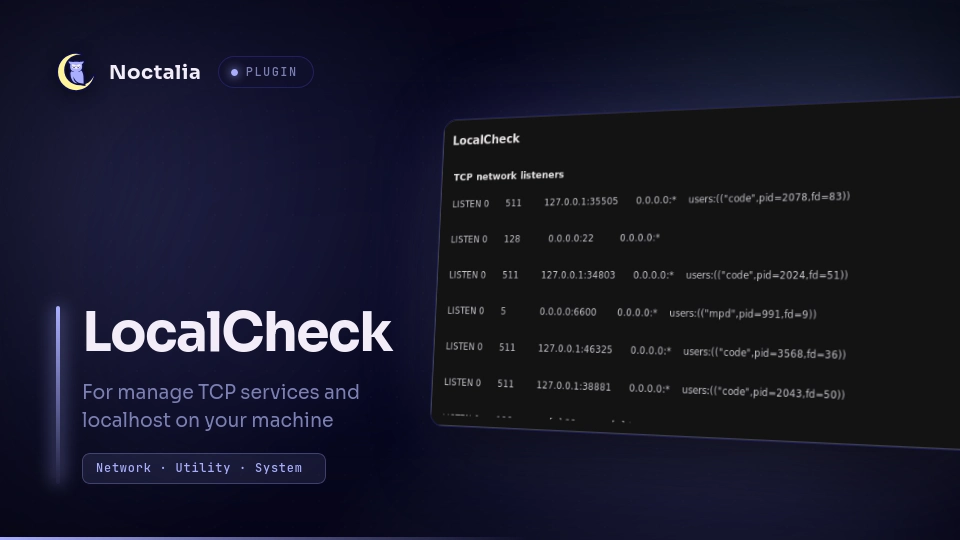 Noctalia
PLUGIN
LocalCheck
TCP network listeners
LISTEN 0 511 127.0.0.1:35505 0.0.0.0:* users:(("code",pid=2078,fd=83))
LISTEN 0 128 0.0.0.0:22 0.0.0.0:*
LISTEN 0 511 127.0.0.1:34803 0.0.0.0:* users:(("code",pid=2024,fd=51))
LISTEN 0 5 0.0.0.0:6600 0.0.0.0:* users:(("mpd",pid=991,fd=9))
LISTEN 0 511 127.0.0.1:46325 0.0.0.0:* users:(("code",pid=3568,fd=36))
LISTEN 0 511 127.0.0.1:38881 0.0.0.0:* users:(("code",pid=2043,fd=50))
LocalCheck
For manage TCP services and
localhost on your machine
Network · Utility · System